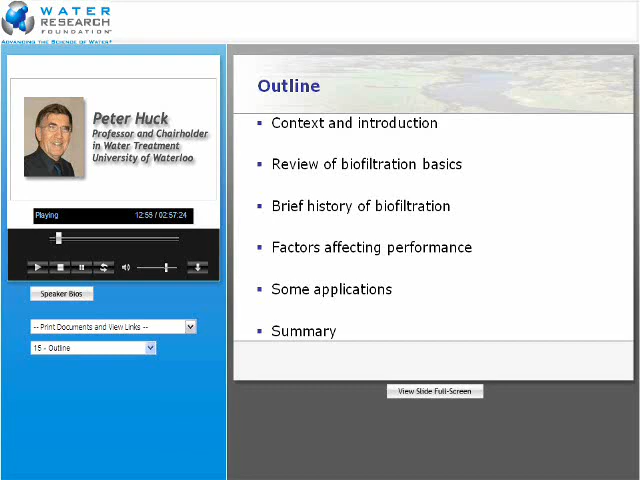 WATER
RESEARCH
FOUNDATION
ADVANCING THE SCIENCE OF WATER®
Peter Huck
Professor and Chairholder
in Water Treatment
University of Waterloo
Playing 12:55 / 02:57:24
Speaker Bios
-- Print Documents and View Links --
15 - Outline
Outline
▪ Context and introduction
▪ Review of biofiltration basics
▪ Brief history of biofiltration
▪ Factors affecting performance
▪ Some applications
▪ Summary
View Slide Full-Screen